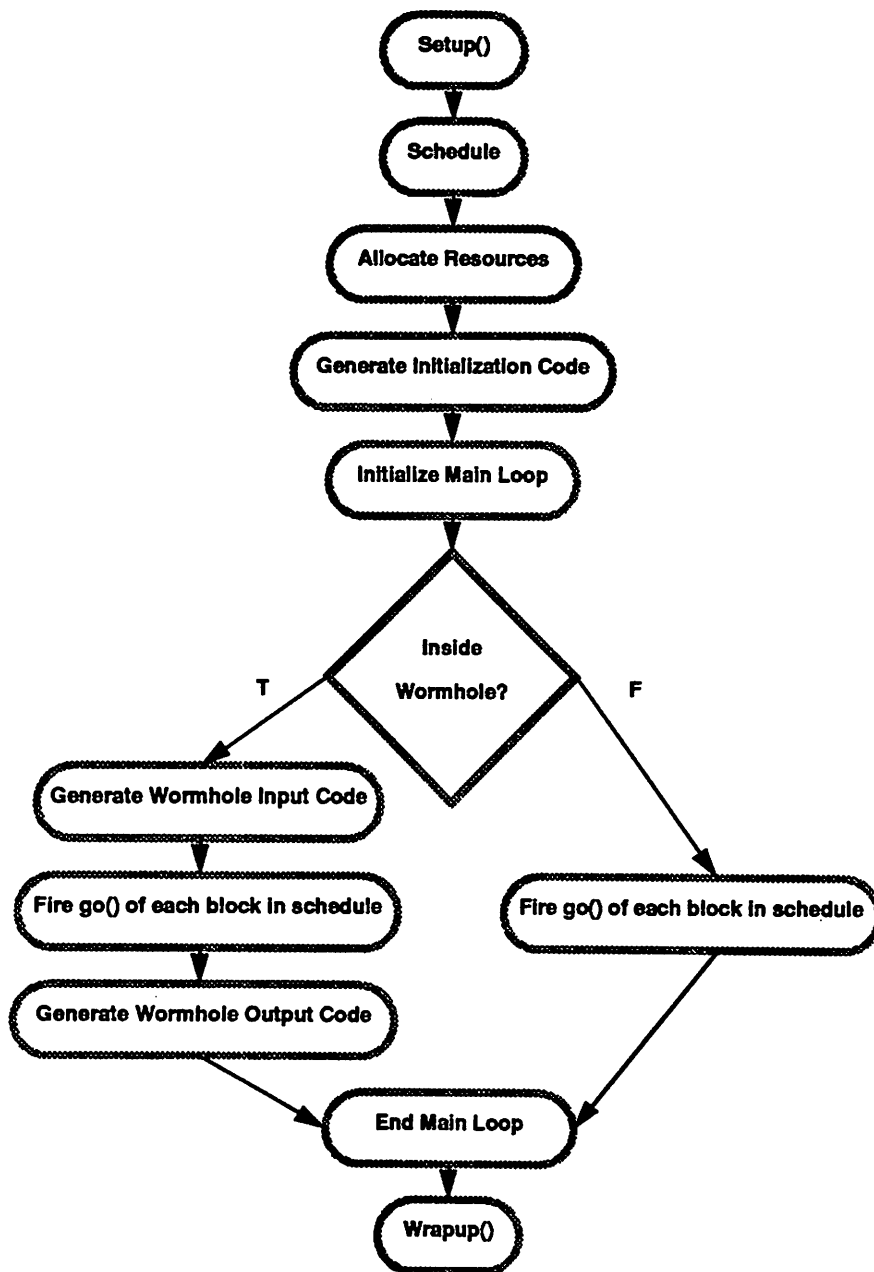 Setup()
Schedule
Allocate Resources
Generate Initialization Code
Initialize Main Loop
Inside
Wormhole?
T
F
Generate Wormhole Input Code
Fire go() of each block in schedule
Fire go() of each block in schedule
Generate Wormhole Output Code
End Main Loop
Wrapup()